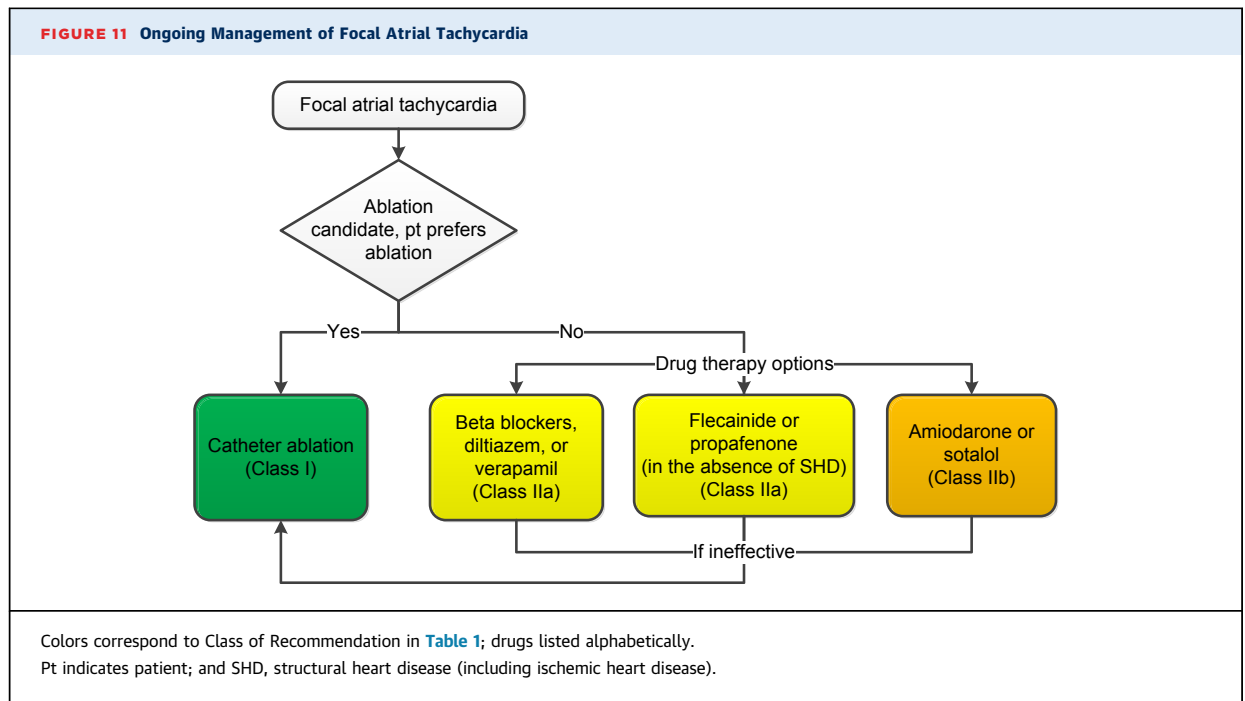 FIGURE 11 Ongoing Management of Focal Atrial Tachycardia
Focal atrial tachycardia
Ablation
candidate, pt prefers
ablation
Yes
No
Drug therapy options
Catheter ablation
(Class I)
Beta blockers,
diltiazem, or
verapamil
(Class IIa)
Flecainide or
propafenone
(in the absence of SHD)
(Class IIa)
Amiodarone or
sotalol
(Class IIb)
If ineffective
Colors correspond to Class of Recommendation in Table 1; drugs listed alphabetically.
Pt indicates patient; and SHD, structural heart disease (including ischemic heart disease).